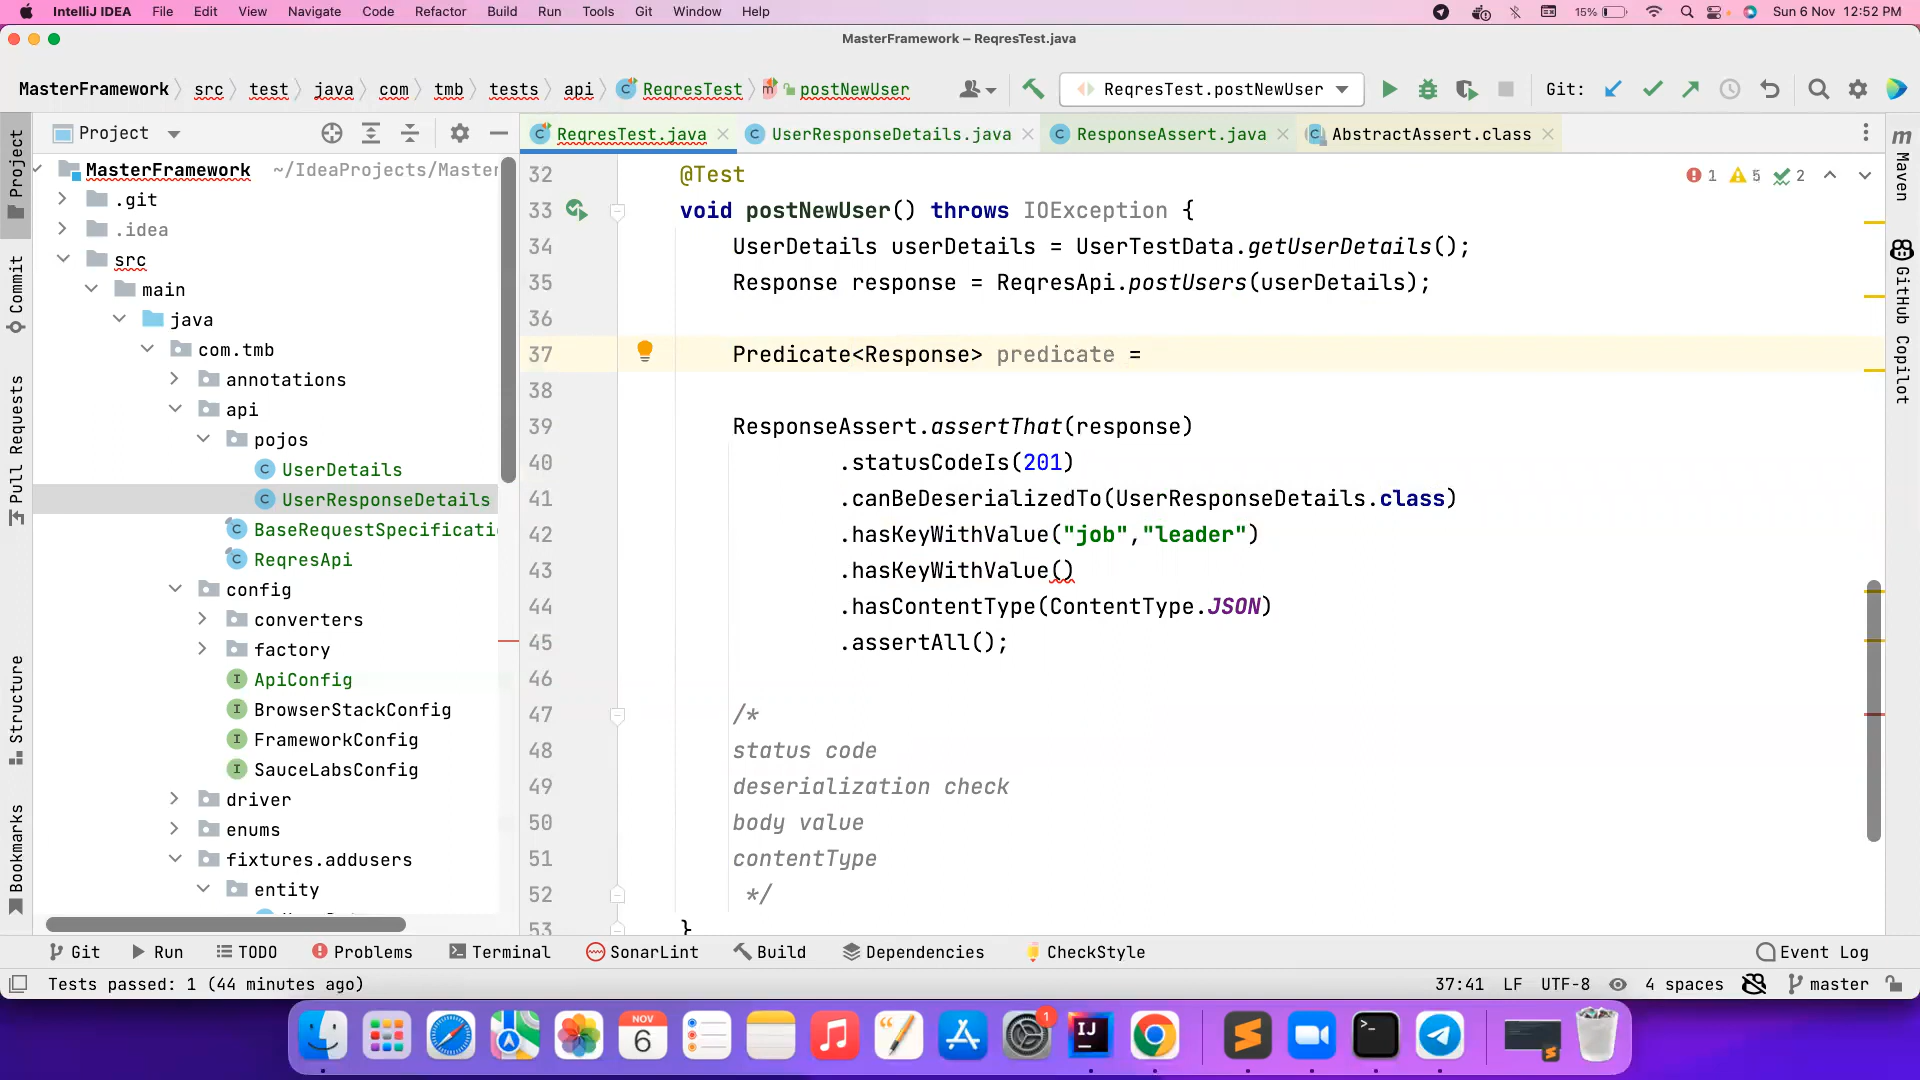 IntelliJ IDEA File Edit View Navigate Code Refactor Build Run Tools Git Window Help 15% Sun 6 Nov 12:52 PM
MasterFramework – ReqresTest.java
MasterFramework src test java com tmb tests api ReqresTest postNewUser ReqresTest.postNewUser Git:
Project ReqresTest.java UserResponseDetails.java ResponseAssert.java AbstractAssert.class
Project
Commit
Pull Requests
Structure
Bookmarks
MasterFramework ~/IdeaProjects/Master
.git
.idea
src
main
java
com.tmb
annotations
api
pojos
UserDetails
UserResponseDetails
BaseRequestSpecificati
ReqresApi
config
converters
factory
ApiConfig
BrowserStackConfig
FrameworkConfig
SauceLabsConfig
driver
enums
fixtures.addusers
entity
1 5 2
32 @Test
33 void postNewUser() throws IOException {
34 UserDetails userDetails = UserTestData.getUserDetails();
35 Response response = ReqresApi.postUsers(userDetails);
36
37 Predicate<Response> predicate =
38
39 ResponseAssert.assertThat(response)
40 .statusCodeIs(201)
41 .canBeDeserializedTo(UserResponseDetails.class)
42 .hasKeyWithValue("job","leader")
43 .hasKeyWithValue()
44 .hasContentType(ContentType.JSON)
45 .assertAll();
46
47 /*
48 status code
49 deserialization check
50 body value
51 contentType
52 */
53 }
m Maven
GitHub Copilot
Git Run TODO Problems Terminal SonarLint Build Dependencies CheckStyle Event Log
Tests passed: 1 (44 minutes ago) 37:41 LF UTF-8 4 spaces master
NOV
6
1
IJ